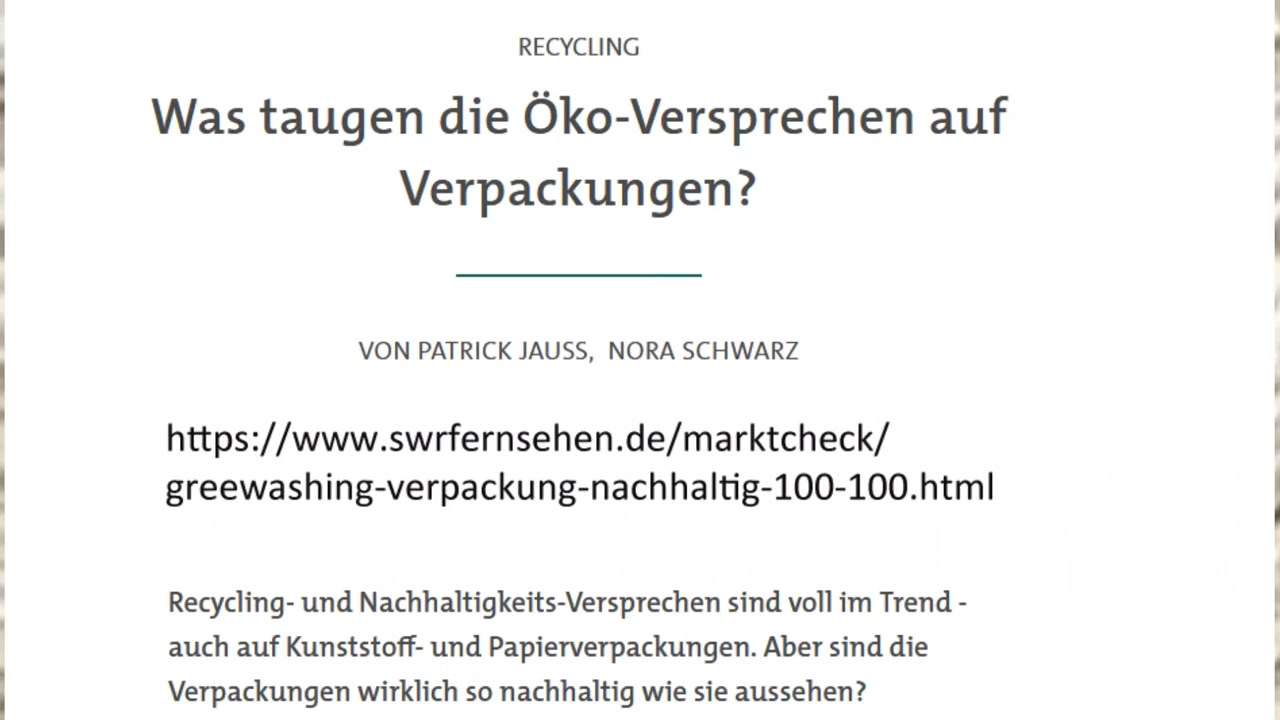 RECYCLING
Was taugen die Öko-Versprechen auf
Verpackungen?
VON PATRICK JAUSS, NORA SCHWARZ
https://www.swrfernsehen.de/marktcheck/
greewashing-verpackung-nachhaltig-100-100.html
Recycling- und Nachhaltigkeits-Versprechen sind voll im Trend -
auch auf Kunststoff- und Papierverpackungen. Aber sind die
Verpackungen wirklich so nachhaltig wie sie aussehen?